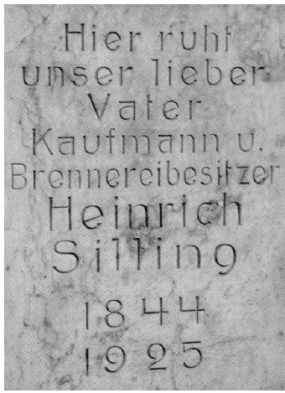 Hier ruht
unser lieber
Vater
Kaufmann u.
Brennereibesitzer
Heinrich
Silling
1844
1925